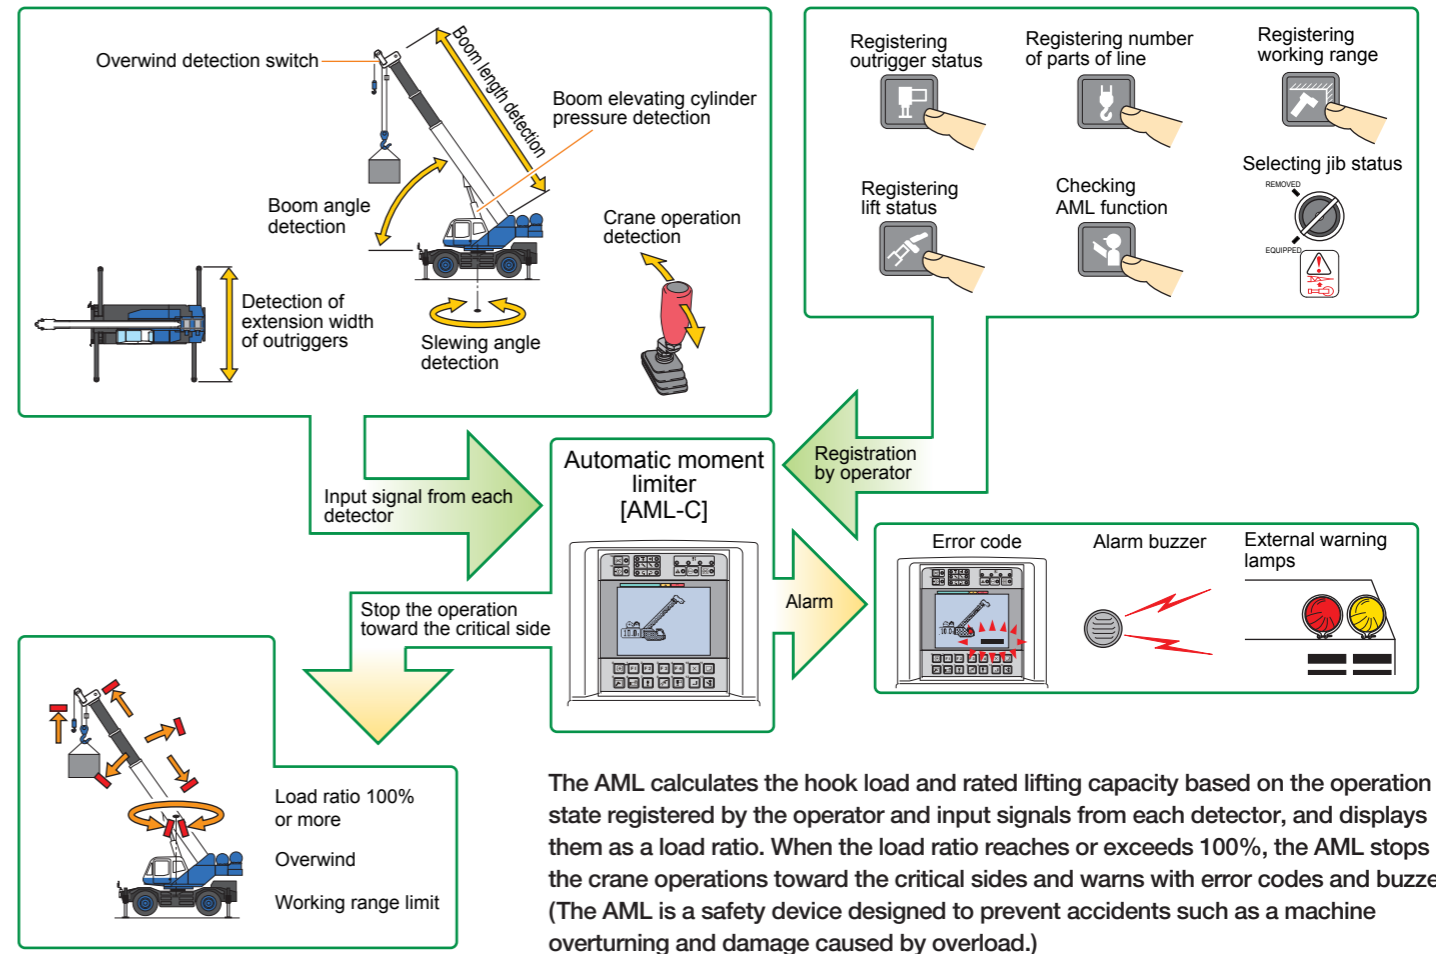 Overwind detection switch
Boom length detection
Boom elevating cylinder
pressure detection
Boom angle
detection
Crane operation
detection
Detection of
extension width
of outriggers
Slewing angle
detection
Registering
outrigger status
Registering number
of parts of line
Registering
working range
Registering
lift status
Checking
AML function
Selecting jib status
REMOVED
EQUIPPED
Input signal from each
detector
Automatic moment
limiter
[AML-C]
Registration
by operator
Stop the operation
toward the critical side
Alarm
Error code
Alarm buzzer
External warning
lamps
Load ratio 100%
or more
Overwind
Working range limit
The AML calculates the hook load and rated lifting capacity based on the operation
state registered by the operator and input signals from each detector, and displays
them as a load ratio. When the load ratio reaches or exceeds 100%, the AML stops
the crane operations toward the critical sides and warns with error codes and buzze
(The AML is a safety device designed to prevent accidents such as a machine
overturning and damage caused by overload.)